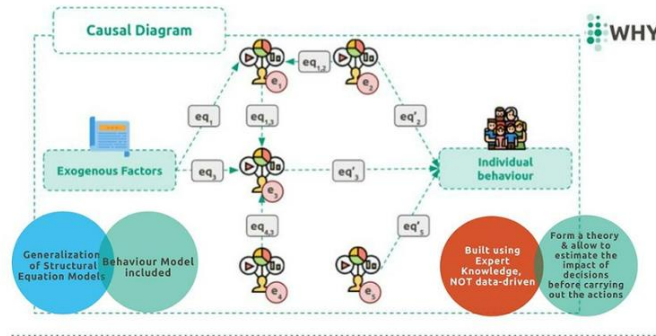 Causal Diagram
WHY
e₁
eq₁,₂
e₂
eq₁
eq₁,₃
eq'₂
Exogenous Factors
eq₃
e₃
eq'₃
Individual
behaviour
eq₄,₃
eq'₅
e₄
e₅
Generalization
of Structural
Equation Models
Behaviour Model
included
Built using
Expert
Knowledge,
NOT data-driven
Form a theory
& allow to
estimate the
impact of
decisions
before carrying
out the actions